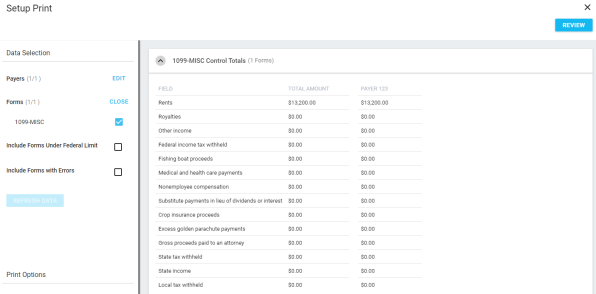 Setup Print
REVIEW
Data Selection
Payers (1/1)
EDIT
Forms (1/1)
CLOSE
1099-MISC
Include Forms Under Federal Limit
Include Forms with Errors
REFRESH DATA
Print Options
1099-MISC Control Totals (1 Forms)
FIELD TOTAL AMOUNT PAYER 123
Rents $13,200.00 $13,200.00
Royalties $0.00 $0.00
Other income $0.00 $0.00
Federal income tax withheld $0.00 $0.00
Fishing boat proceeds $0.00 $0.00
Medical and health care payments $0.00 $0.00
Nonemployee compensation $0.00 $0.00
Substitute payments in lieu of dividends or interest $0.00 $0.00
Crop insurance proceeds $0.00 $0.00
Excess golden parachute payments $0.00 $0.00
Gross proceeds paid to an attorney $0.00 $0.00
State tax withheld $0.00 $0.00
State income $0.00 $0.00
Local tax withheld $0.00 $0.00